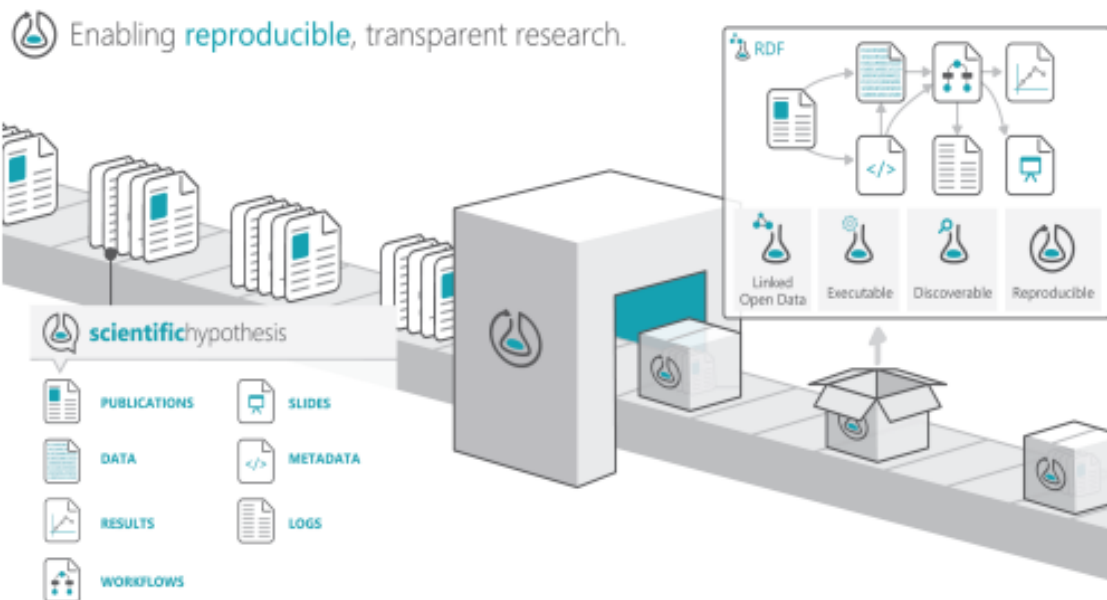 Enabling reproducible, transparent research.
RDF
Linked
Open Data
Executable
Discoverable
Reproducible
scientifichypothesis
PUBLICATIONS
SLIDES
DATA
</>
METADATA
RESULTS
LOGS
WORKFLOWS
</>